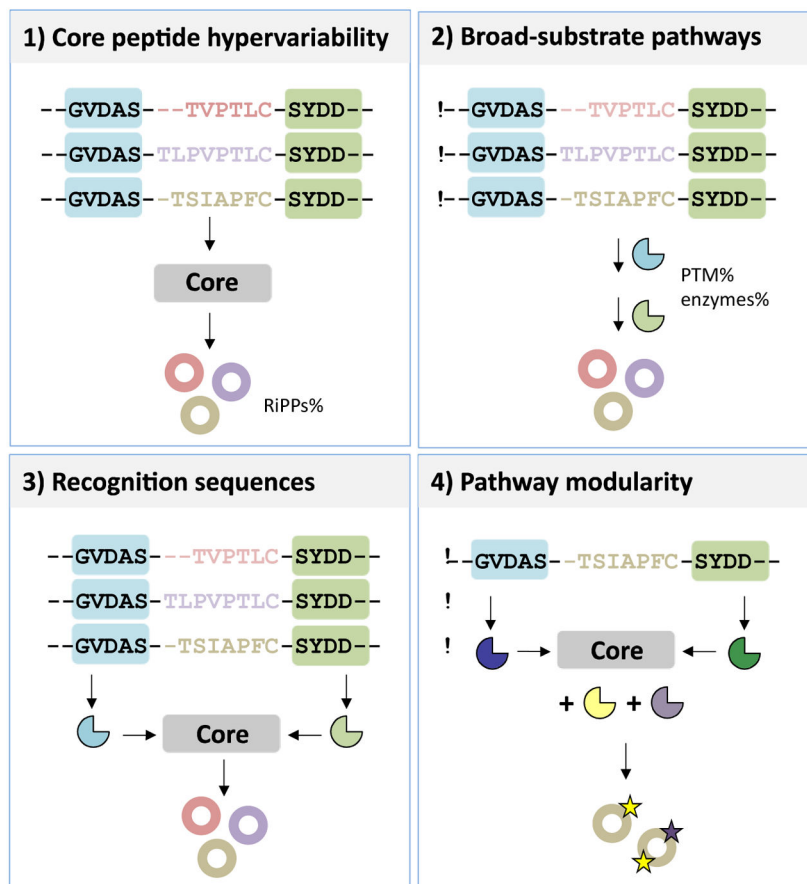 1) Core peptide hypervariability
--GVDAS---TVPTLC-SYDD--
--GVDAS-TLPVPTLC-SYDD--
--GVDAS--TSIAPFC-SYDD--
Core
RiPPs%
2) Broad-substrate pathways
!--GVDAS---TVPTLC-SYDD--
!--GVDAS-TLPVPTLC-SYDD--
!--GVDAS--TSIAPFC-SYDD--
PTM%
enzymes%
3) Recognition sequences
--GVDAS---TVPTLC-SYDD--
--GVDAS-TLPVPTLC-SYDD--
--GVDAS--TSIAPFC-SYDD--
Core
4) Pathway modularity
! --GVDAS--TSIAPFC-SYDD--
!
!
Core
+ +